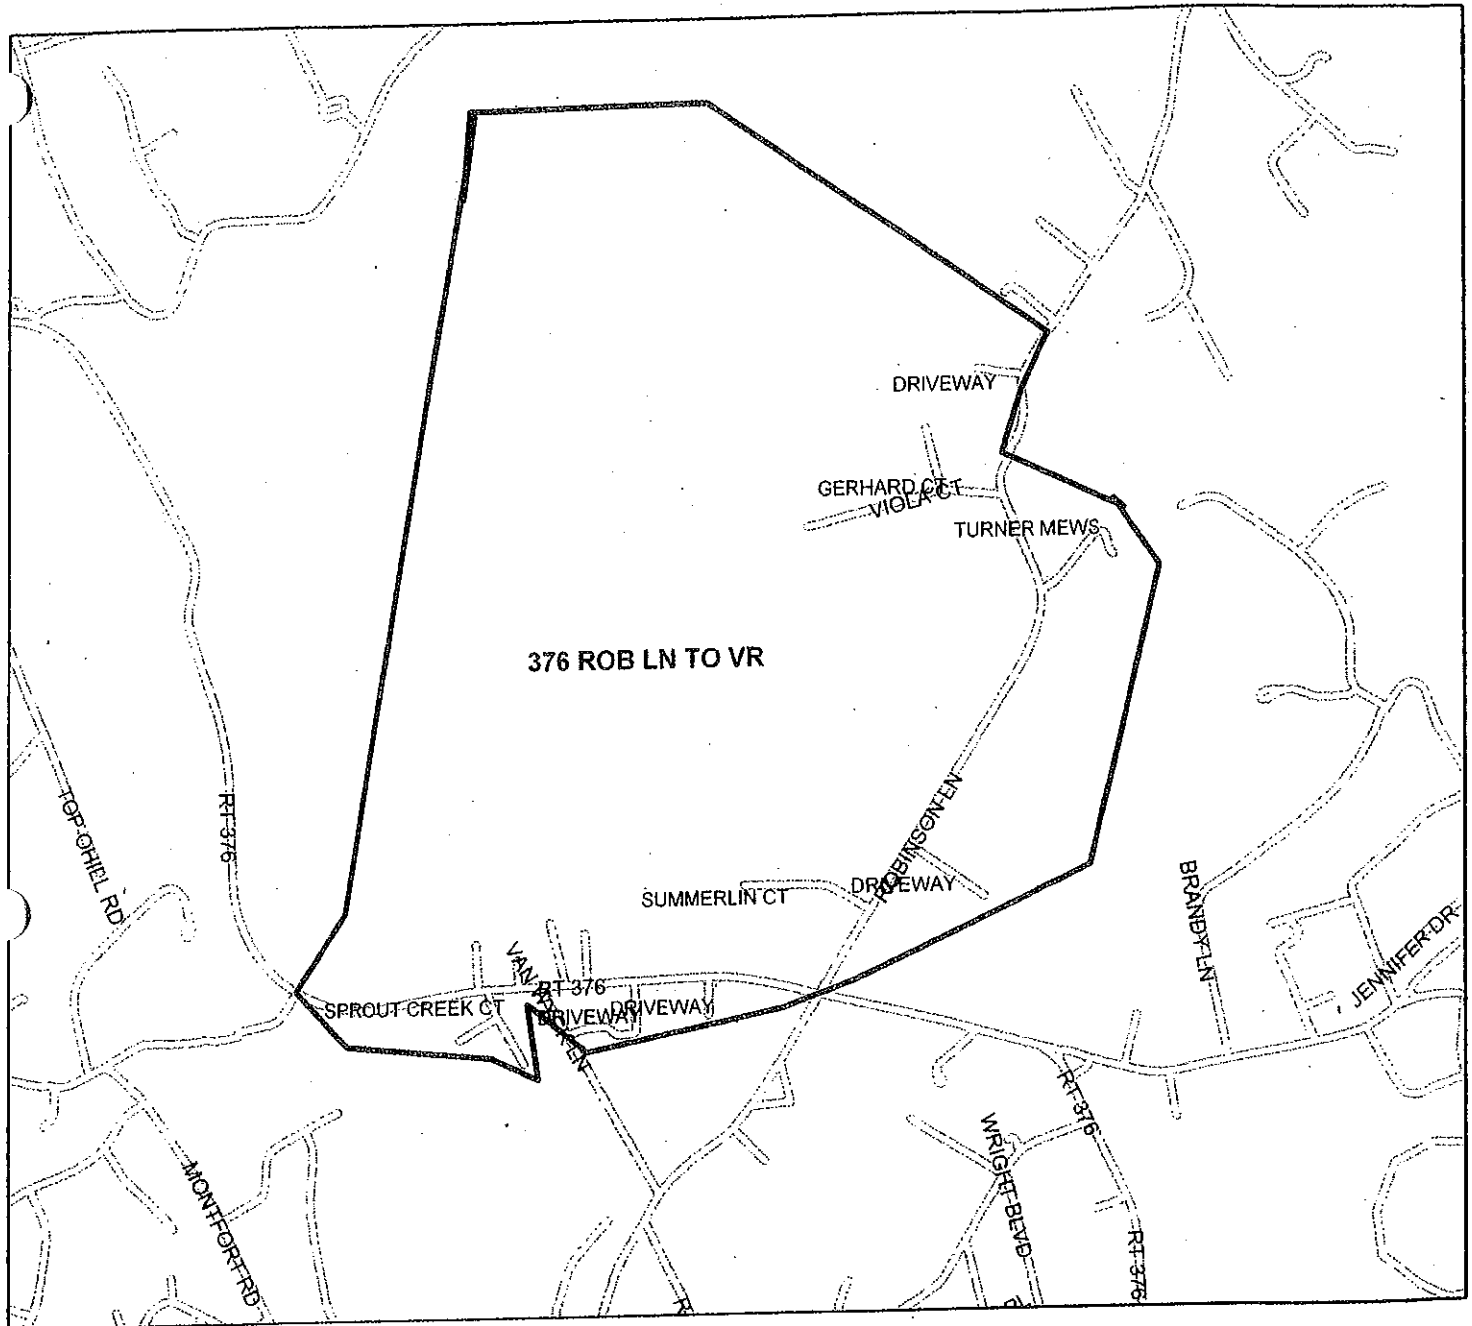 DRIVEWAY
GERHARD CT
VIOLA CT
TURNER MEWS
376 ROB LN TO VR
TOP OHIEL RD
RT 376
ROBINSON LN
DRIVEWAY
SUMMERLIN CT
BRANDY LN
JENNIFER DR
RT 376
SPROUT CREEK CT
DRIVEWAY
DRIVEWAY
RT 376
WRIGHT BLVD
MONTFORT RD
RT 376